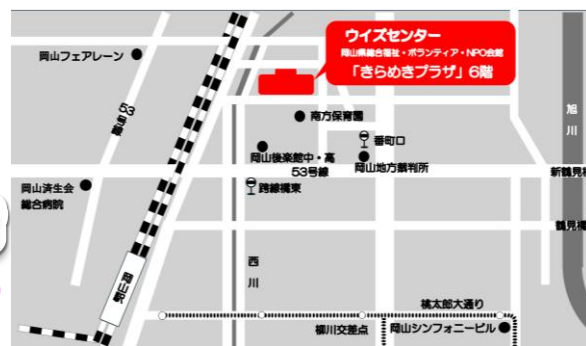 ウイズセンター
岡山県総合福祉・ボランティア・NPO会館
「きらめきプラザ」6階
岡山フェアレーン
53号線
旭川
南方保育園
番町口
岡山後楽館中・高
53号線
岡山地方裁判所
新鶴見橋
岡山済生会
総合病院
跨線橋東
鶴見橋
西川
岡山駅
桃太郎大通り
柳川交差点
岡山シンフォニービル